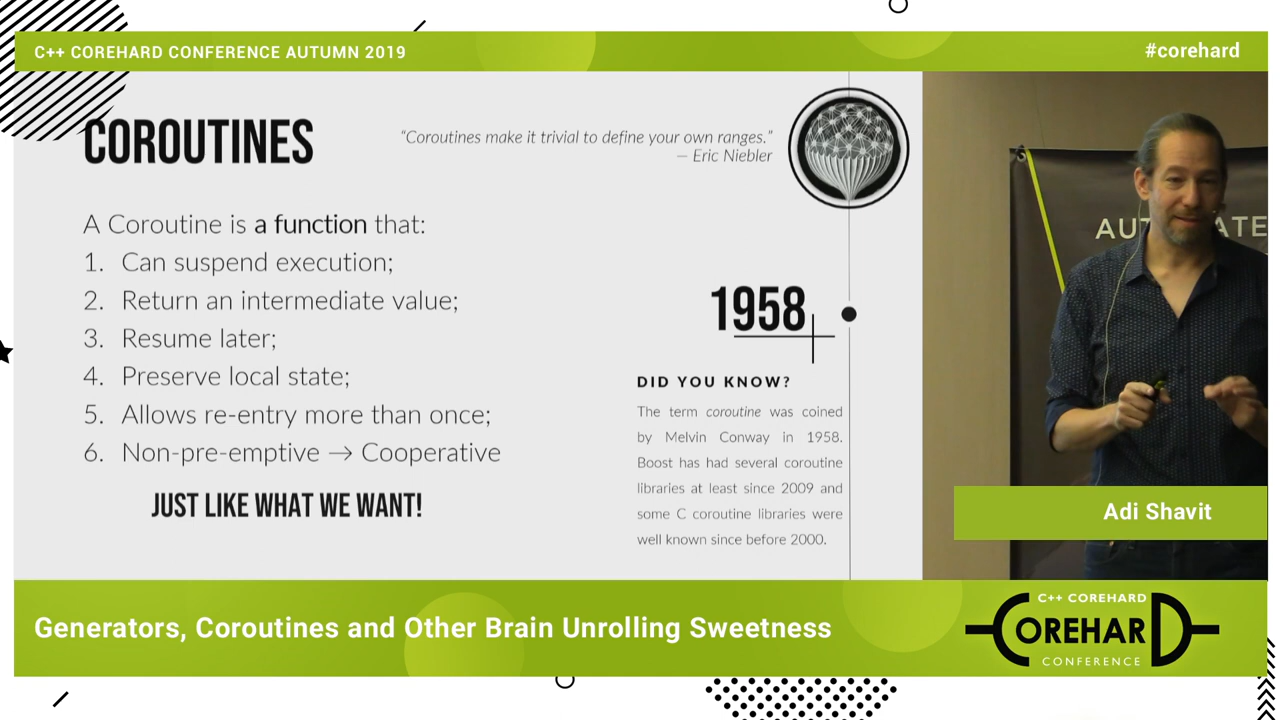 C++ COREHARD CONFERENCE AUTUMN 2019
#corehard
COROUTINES
“Coroutines make it trivial to define your own ranges.”
– Eric Niebler
A Coroutine is a function that:
1. Can suspend execution;
2. Return an intermediate value;
3. Resume later;
4. Preserve local state;
5. Allows re-entry more than once;
6. Non-pre-emptive → Cooperative
JUST LIKE WHAT WE WANT!
1958
DID YOU KNOW?
The term coroutine was coined
by Melvin Conway in 1958.
Boost has had several coroutine
libraries at least since 2009 and
some C coroutine libraries were
well known since before 2000.
Adi Shavit
Generators, Coroutines and Other Brain Unrolling Sweetness
C++ COREHARD
COREHARD
CONFERENCE